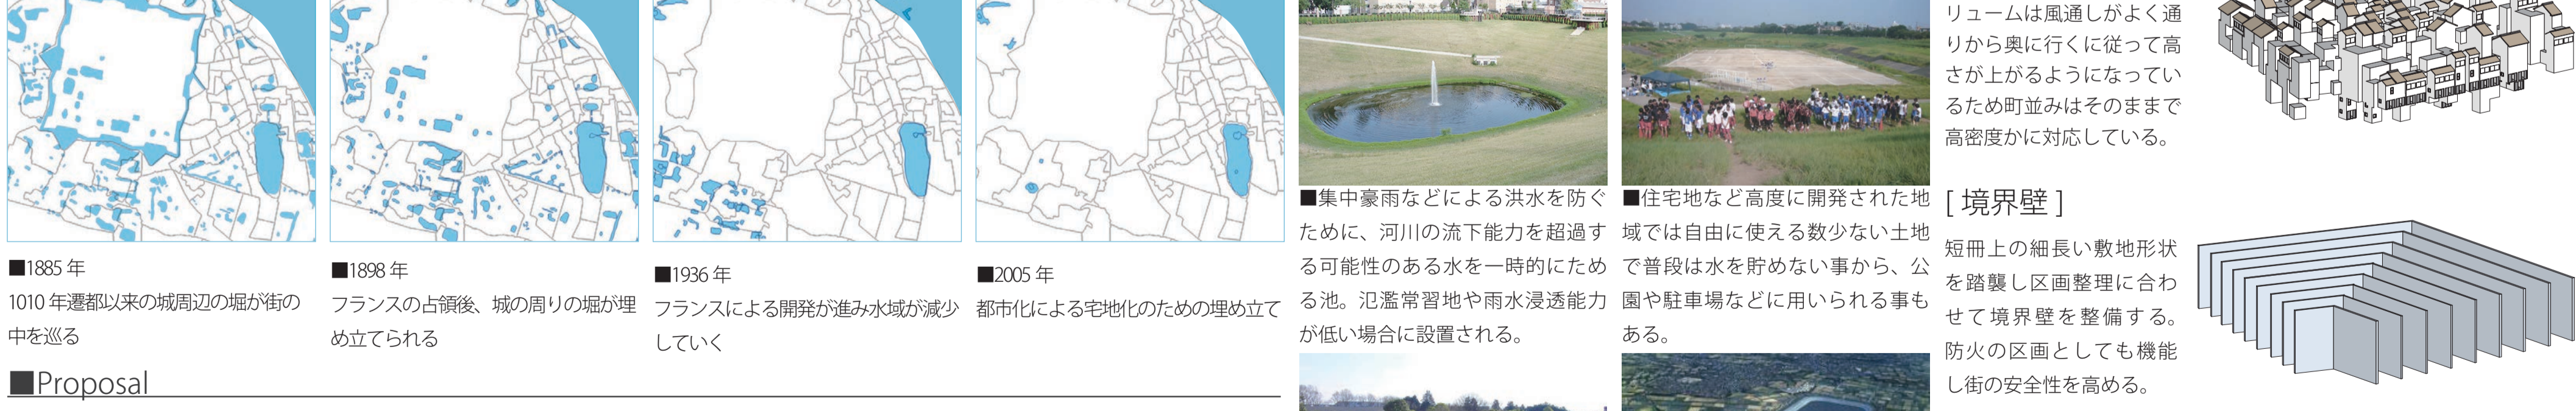 ■1885 年
1010 年遷都以来の城周辺の堀が街の
中を巡る
■1898 年
フランスの占領後、城の周りの堀が埋
め立てられる
■1936 年
フランスによる開発が進み水域が減少
していく
■2005 年
都市化による宅地化のための埋め立て
■Proposal
■集中豪雨などによる洪水を防ぐ
ために、河川の流下能力を超過す
る可能性のある水を一時的にため
る池。氾濫常習地や雨水浸透能力
が低い場合に設置される。
■住宅地など高度に開発された地
域では自由に使える数少ない土地
で普段は水を貯めない事から、公
園や駐車場などに用いられる事も
ある。
リュームは風通しがよく通
りから奥に行くに従って高
さが上がるようになってい
るため町並みはそのままで
高密度かに対応している。
[ 境界壁 ]
短冊上の細長い敷地形状
を踏襲し区画整理に合わ
せて境界壁を整備する。
防火の区画としても機能
し街の安全性を高める。